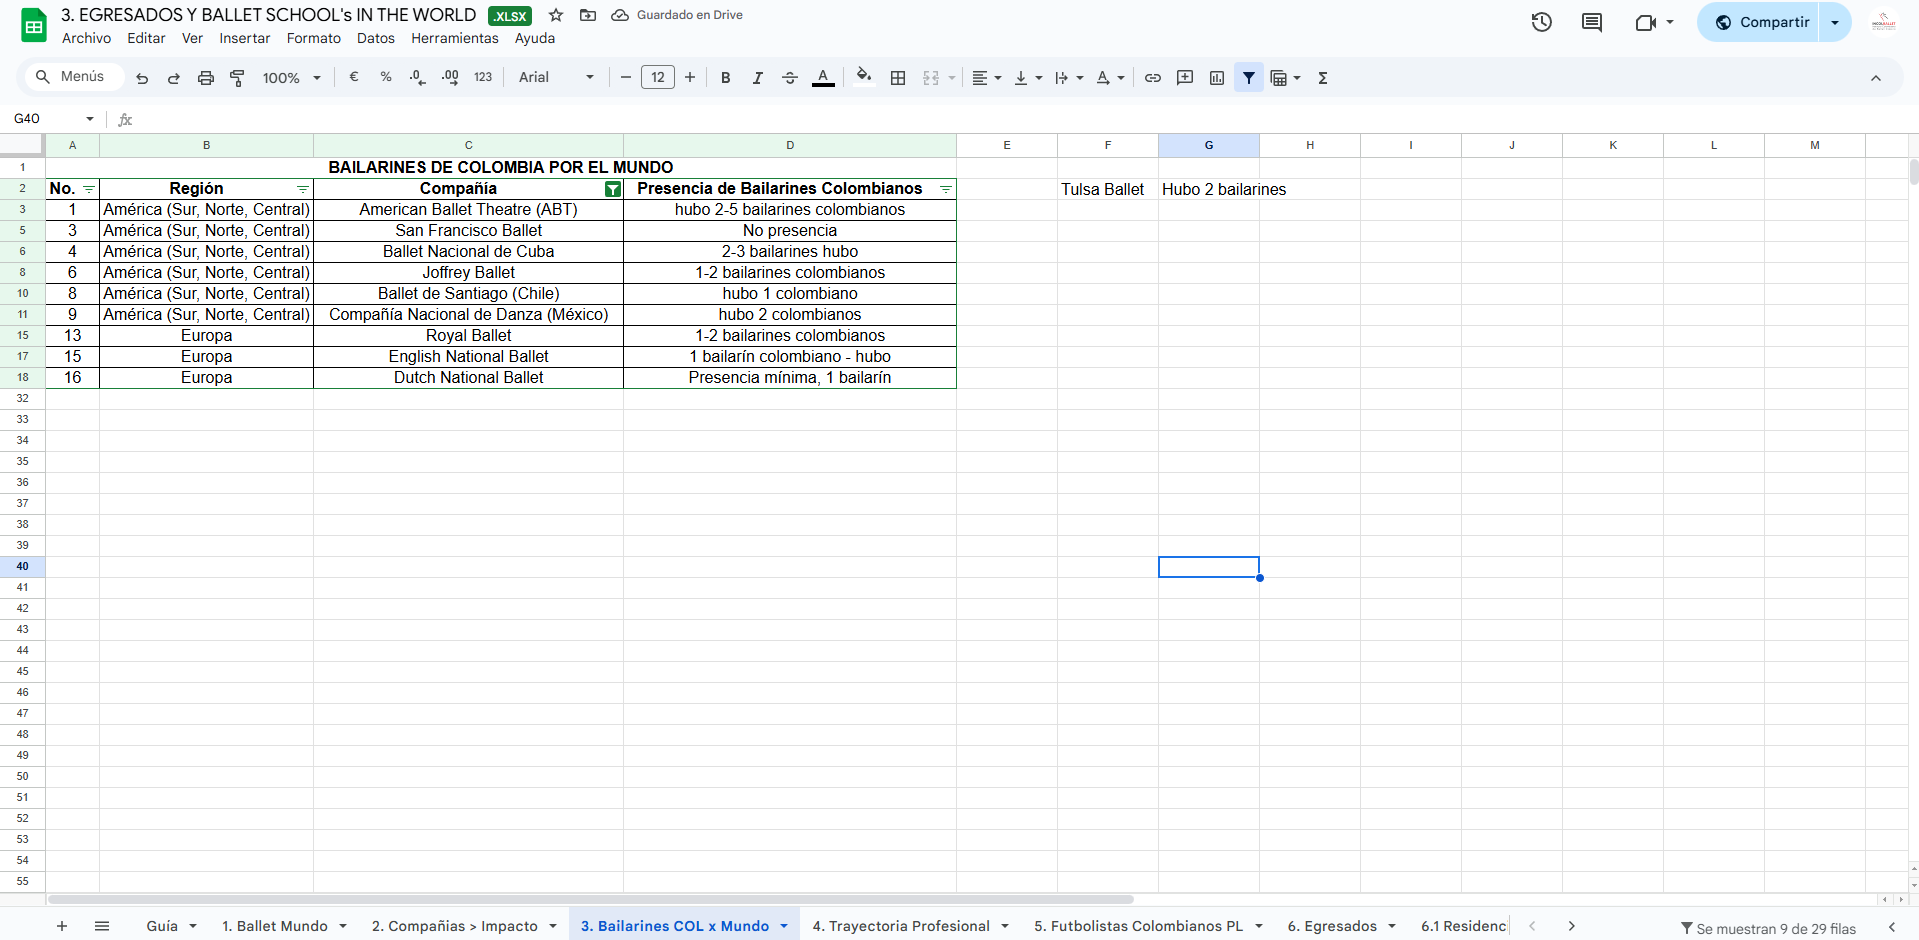 3. EGRESADOS Y BALLET SCHOOL's IN THE WORLD .XLSX Guardado en Drive
Archivo Editar Ver Insertar Formato Datos Herramientas Ayuda
Compartir
Menús 100% € % .0 .00 123 Arial 12 B I A Σ
G40 fx
A B C D E F G H I J K L M
1 BAILARINES DE COLOMBIA POR EL MUNDO
2 No. Región Compañía Presencia de Bailarines Colombianos Tulsa Ballet Hubo 2 bailarines
3 1 América (Sur, Norte, Central) American Ballet Theatre (ABT) hubo 2-5 bailarines colombianos
5 3 América (Sur, Norte, Central) San Francisco Ballet No presencia
6 4 América (Sur, Norte, Central) Ballet Nacional de Cuba 2-3 bailarines hubo
8 6 América (Sur, Norte, Central) Joffrey Ballet 1-2 bailarines colombianos
10 8 América (Sur, Norte, Central) Ballet de Santiago (Chile) hubo 1 colombiano
11 9 América (Sur, Norte, Central) Compañía Nacional de Danza (México) hubo 2 colombianos
15 13 Europa Royal Ballet 1-2 bailarines colombianos
17 15 Europa English National Ballet 1 bailarín colombiano - hubo
18 16 Europa Dutch National Ballet Presencia mínima, 1 bailarín
32
33
34
35
36
37
38
39
40
41
42
43
44
45
46
47
48
49
50
51
52
53
54
55
Guía 1. Ballet Mundo 2. Compañias > Impacto 3. Bailarines COL x Mundo 4. Trayectoria Profesional 5. Futbolistas Colombianos PL 6. Egresados 6.1 Residenc Se muestran 9 de 29 filas